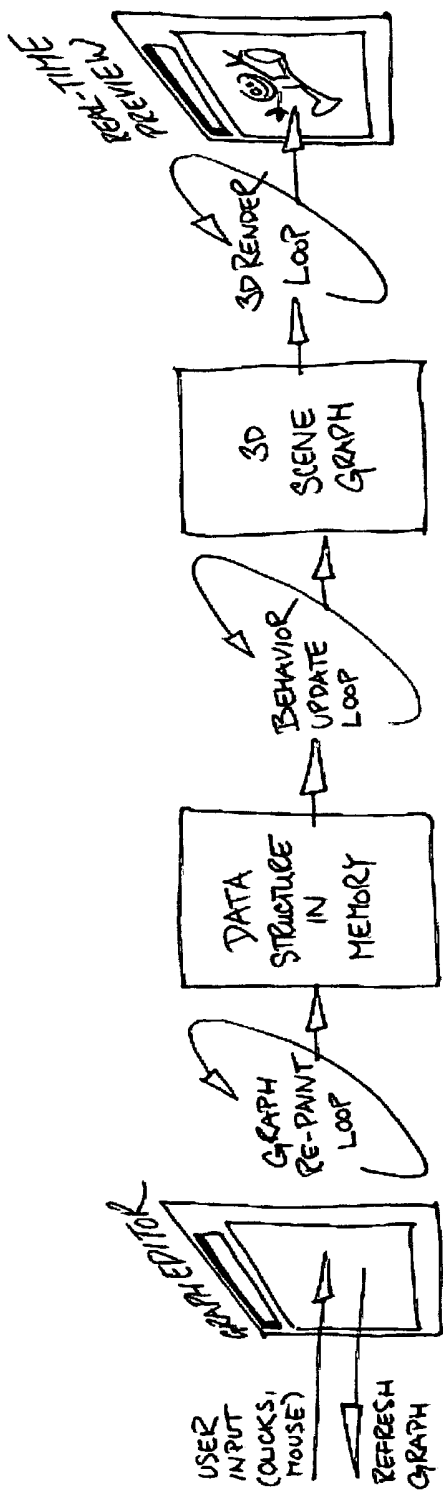 USER
INPUT
(CLICKS,
MOUSE)
REFRESH
GRAPH
GRAPH EDITOR
GRAPH
RE-PAINT
LOOP
DATA
STRUCTURE
IN
MEMORY
BEHAVIOR
UPDATE
LOOP
3D
SCENE
GRAPH
3D RENDER
LOOP
REAL-TIME
PREVIEW